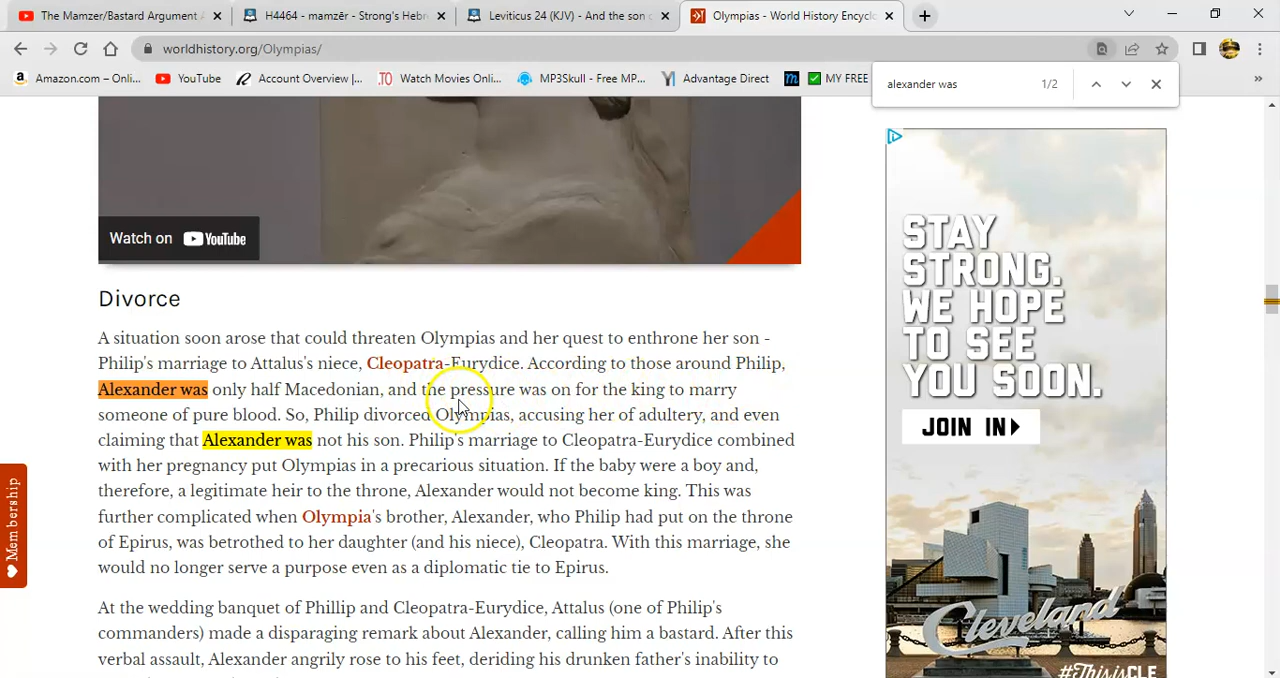 The Mamzer/Bastard Argument
H4464 - mamzēr - Strong's Hebr
Leviticus 24 (KJV) - And the son o
Olympias - World History Encyclo
worldhistory.org/Olympias/
Amazon.com – Onli...
YouTube
Account Overview |...
.TO Watch Movies Onli...
MP3Skull - Free MP...
Advantage Direct
MY FREE
alexander was 1/2
Watch on YouTube
Divorce
A situation soon arose that could threaten Olympias and her quest to enthrone her son -
Philip's marriage to Attalus's niece, Cleopatra-Eurydice. According to those around Philip,
Alexander was only half Macedonian, and the pressure was on for the king to marry
someone of pure blood. So, Philip divorced Olympias, accusing her of adultery, and even
claiming that Alexander was not his son. Philip's marriage to Cleopatra-Eurydice combined
with her pregnancy put Olympias in a precarious situation. If the baby were a boy and,
therefore, a legitimate heir to the throne, Alexander would not become king. This was
further complicated when Olympia's brother, Alexander, who Philip had put on the throne
of Epirus, was betrothed to her daughter (and his niece), Cleopatra. With this marriage, she
would no longer serve a purpose even as a diplomatic tie to Epirus.
At the wedding banquet of Phillip and Cleopatra-Eurydice, Attalus (one of Philip's
commanders) made a disparaging remark about Alexander, calling him a bastard. After this
verbal assault, Alexander angrily rose to his feet, deriding his drunken father's inability to
Membership
STAY
STRONG.
WE HOPE
TO SEE
YOU SOON.
JOIN IN
Cleveland
#ThisisCLE